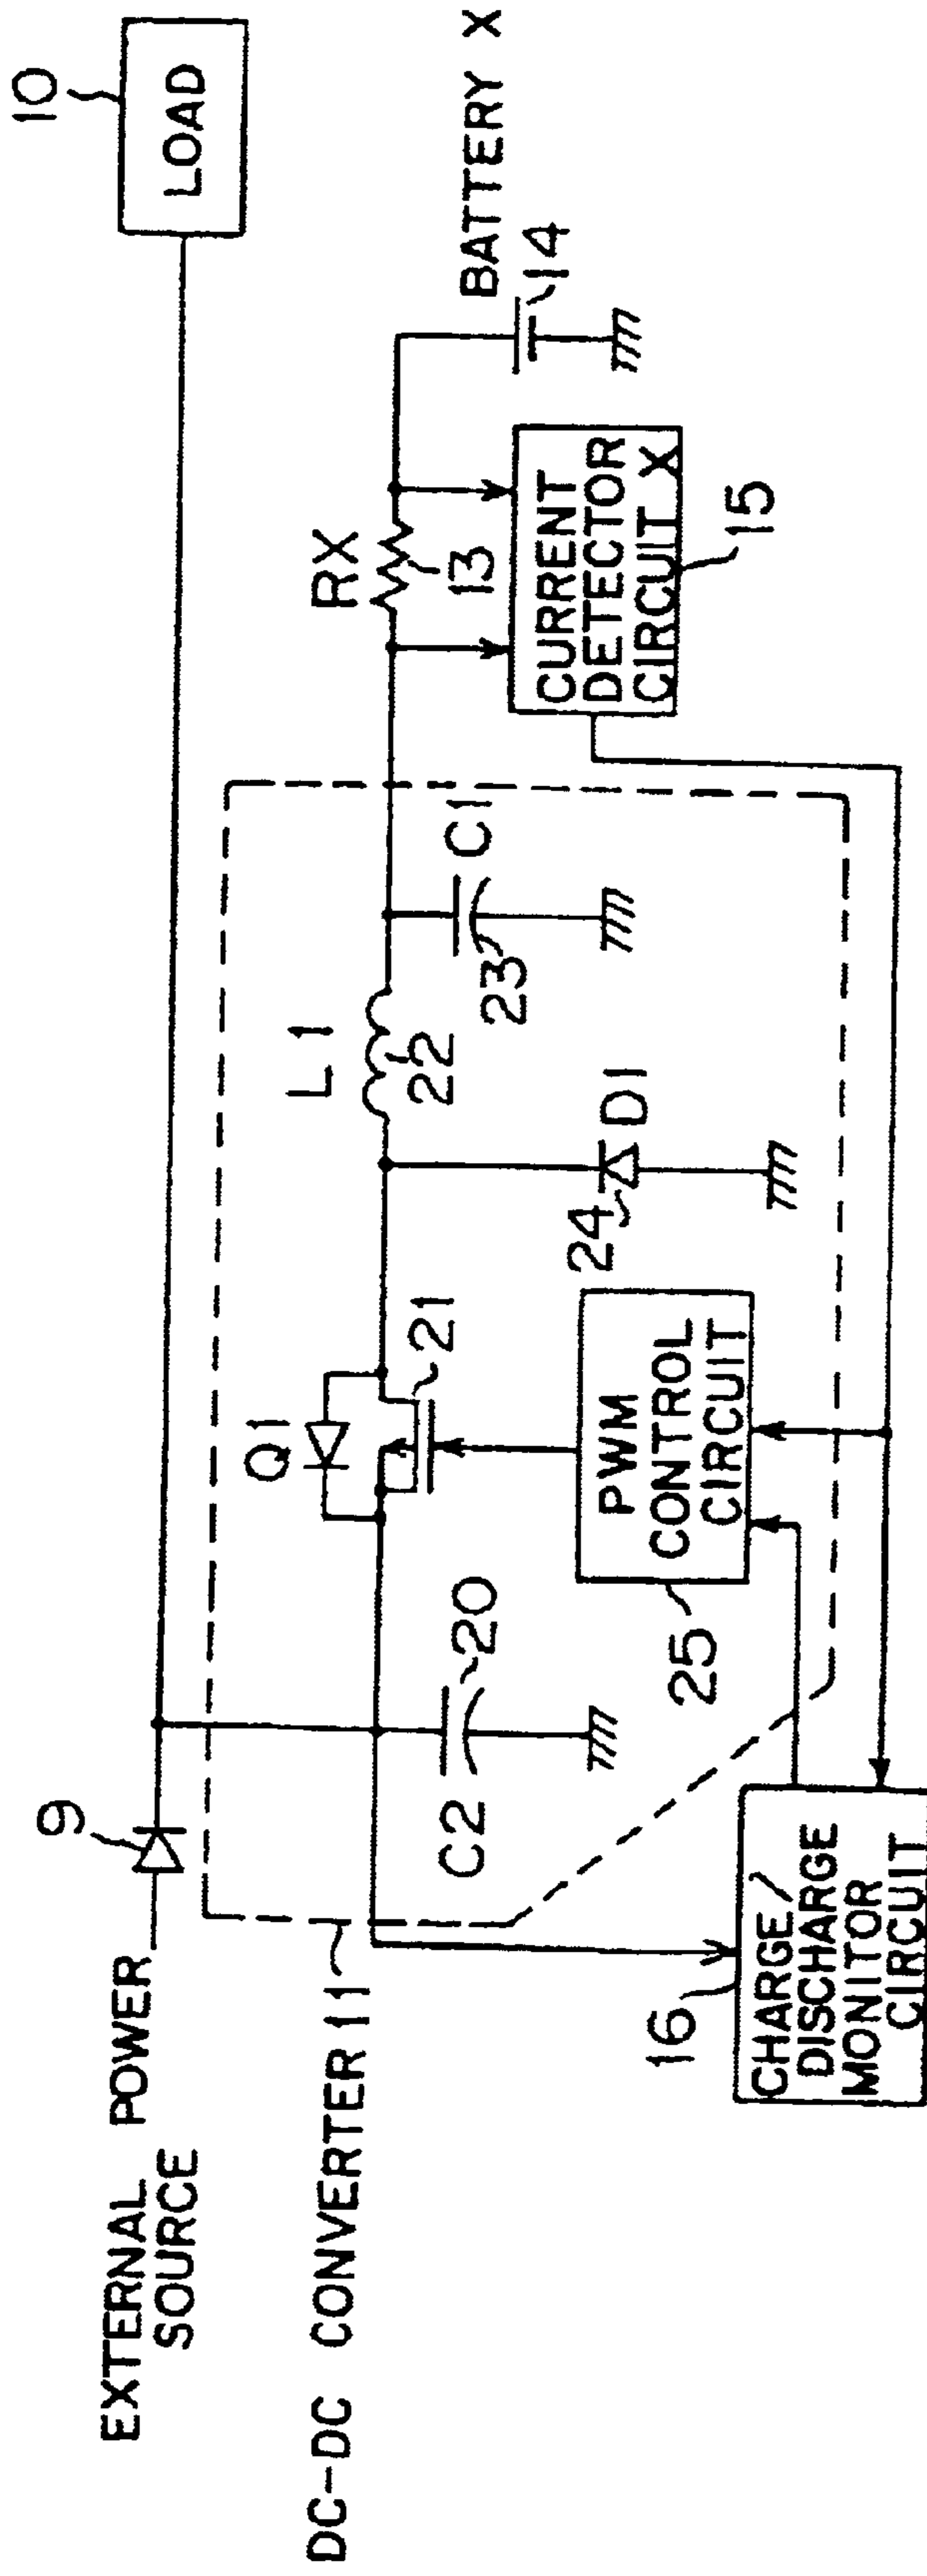 EXTERNAL POWER
SOURCE
9
10
LOAD
DC-DC CONVERTER 11
C2
20
Q1
21
L1
22
24
D1
C1
23
RX
13
BATTERY X
14
PWM
CONTROL
CIRCUIT
25
CURRENT
DETECTOR
CIRCUIT X
15
16
CHARGE/
DISCHARGE
MONITOR
CIRCUIT